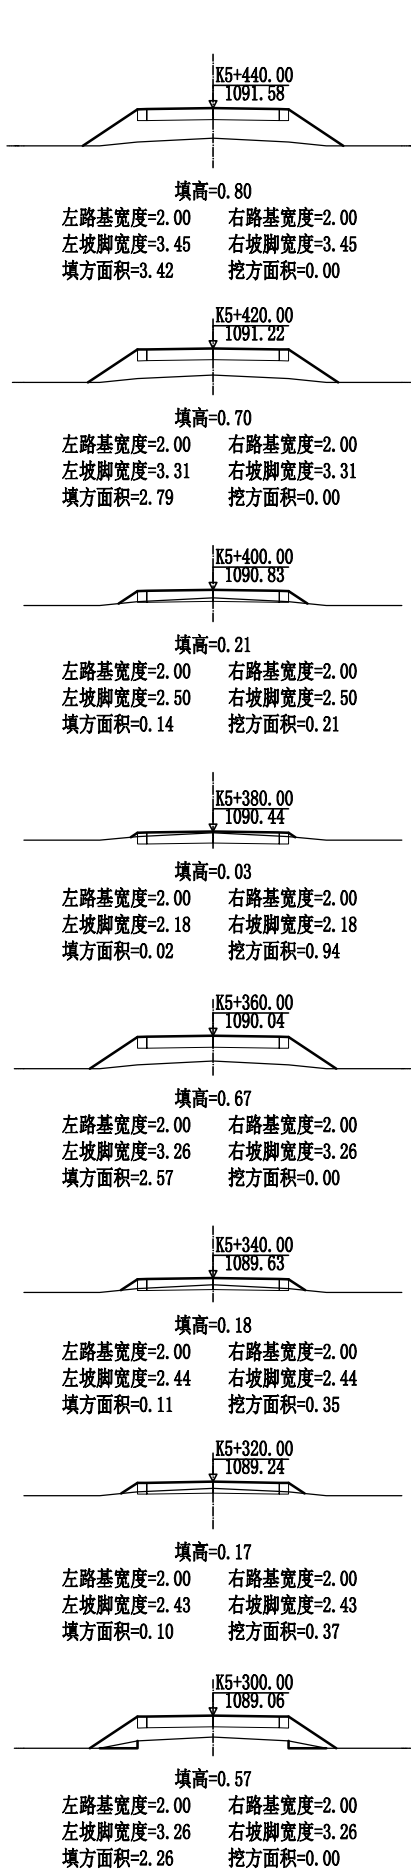 K5+440.00
1091.58
填高=0.80
左路基宽度=2.00 右路基宽度=2.00
左坡脚宽度=3.45 右坡脚宽度=3.45
填方面积=3.42 挖方面积=0.00
K5+420.00
1091.22
填高=0.70
左路基宽度=2.00 右路基宽度=2.00
左坡脚宽度=3.31 右坡脚宽度=3.31
填方面积=2.79 挖方面积=0.00
K5+400.00
1090.83
填高=0.21
左路基宽度=2.00 右路基宽度=2.00
左坡脚宽度=2.50 右坡脚宽度=2.50
填方面积=0.14 挖方面积=0.21
K5+380.00
1090.44
填高=0.03
左路基宽度=2.00 右路基宽度=2.00
左坡脚宽度=2.18 右坡脚宽度=2.18
填方面积=0.02 挖方面积=0.94
K5+360.00
1090.04
填高=0.67
左路基宽度=2.00 右路基宽度=2.00
左坡脚宽度=3.26 右坡脚宽度=3.26
填方面积=2.57 挖方面积=0.00
K5+340.00
1089.63
填高=0.18
左路基宽度=2.00 右路基宽度=2.00
左坡脚宽度=2.44 右坡脚宽度=2.44
填方面积=0.11 挖方面积=0.35
K5+320.00
1089.24
填高=0.17
左路基宽度=2.00 右路基宽度=2.00
左坡脚宽度=2.43 右坡脚宽度=2.43
填方面积=0.10 挖方面积=0.37
K5+300.00
1089.06
填高=0.57
左路基宽度=2.00 右路基宽度=2.00
左坡脚宽度=3.26 右坡脚宽度=3.26
填方面积=2.26 挖方面积=0.00